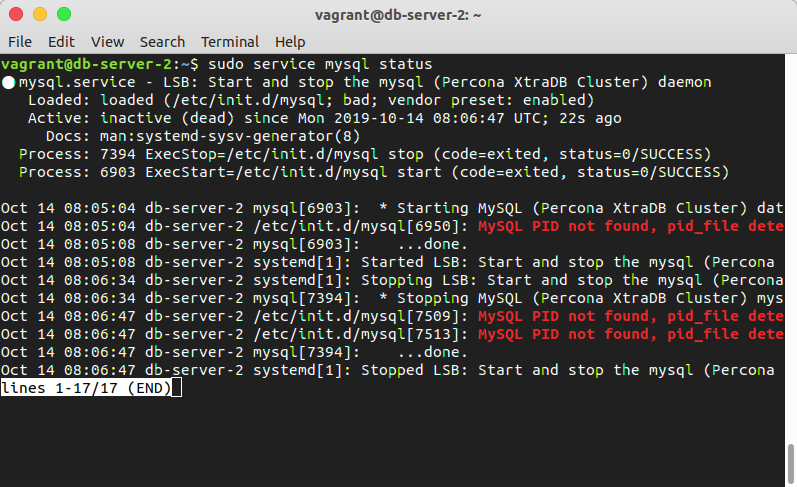 vagrant@db-server-2: ~
File Edit View Search Terminal Help
vagrant@db-server-2:~$ sudo service mysql status
● mysql.service - LSB: Start and stop the mysql (Percona XtraDB Cluster) daemon
   Loaded: loaded (/etc/init.d/mysql; bad; vendor preset: enabled)
   Active: inactive (dead) since Mon 2019-10-14 08:06:47 UTC; 22s ago
     Docs: man:systemd-sysv-generator(8)
  Process: 7394 ExecStop=/etc/init.d/mysql stop (code=exited, status=0/SUCCESS)
  Process: 6903 ExecStart=/etc/init.d/mysql start (code=exited, status=0/SUCCESS)
Oct 14 08:05:04 db-server-2 mysql[6903]:  * Starting MySQL (Percona XtraDB Cluster) dat
Oct 14 08:05:04 db-server-2 /etc/init.d/mysql[6950]: MySQL PID not found, pid_file dete
Oct 14 08:05:08 db-server-2 mysql[6903]:    ...done.
Oct 14 08:05:08 db-server-2 systemd[1]: Started LSB: Start and stop the mysql (Percona
Oct 14 08:06:34 db-server-2 systemd[1]: Stopping LSB: Start and stop the mysql (Percona
Oct 14 08:06:34 db-server-2 mysql[7394]:  * Stopping MySQL (Percona XtraDB Cluster) mys
Oct 14 08:06:47 db-server-2 /etc/init.d/mysql[7509]: MySQL PID not found, pid_file dete
Oct 14 08:06:47 db-server-2 /etc/init.d/mysql[7513]: MySQL PID not found, pid_file dete
Oct 14 08:06:47 db-server-2 mysql[7394]:    ...done.
Oct 14 08:06:47 db-server-2 systemd[1]: Stopped LSB: Start and stop the mysql (Percona
lines 1-17/17 (END)